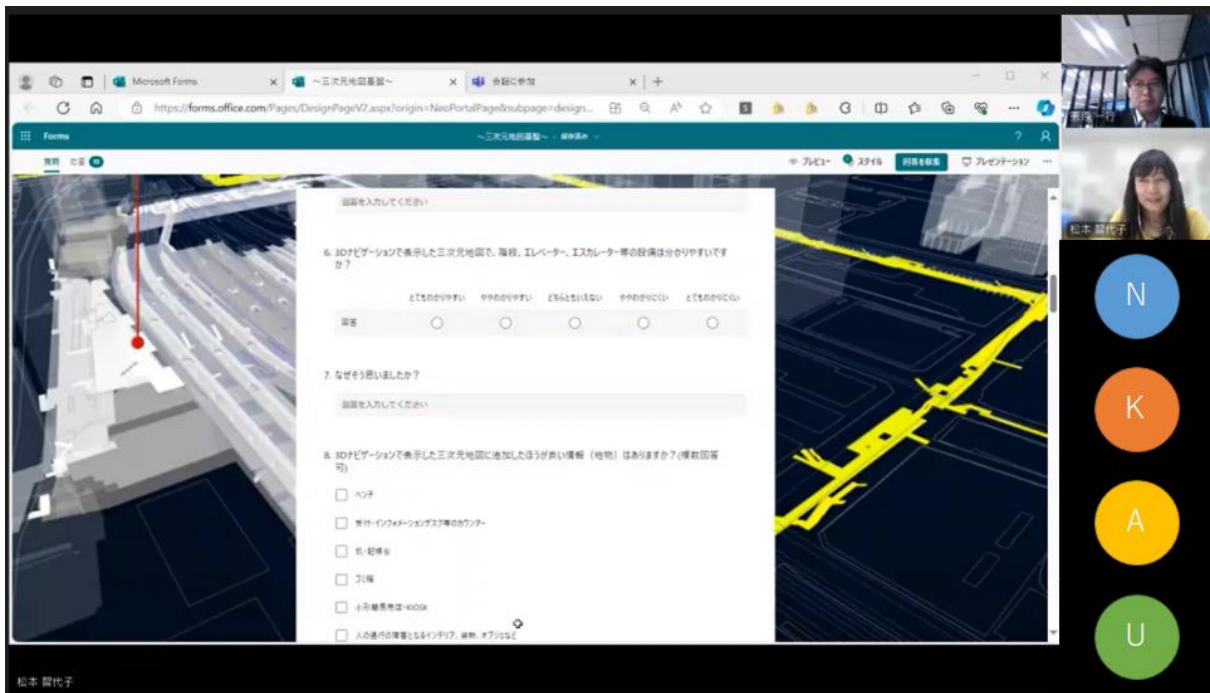 Microsoft Forms
～三次元地図基盤～
会話に参加
https://forms.office.com/Pages/DesignPageV2.aspx?origin=NeoPortalPage&subpage=design...
Forms
～三次元地図基盤～ - 保存済み
質問
応答
プレビュー
スタイル
回答を収集
プレゼンテーション
回答を入力してください
6. 3Dナビゲーションで表示した三次元地図で、階段、エレベーター、エスカレーター等の設備は分かりやすいです
か？
とてもわかりやすい ややわかりやすい どちらともいえない ややわかりにくい とてもわかりにくい
回答
7. なぜそう思いましたか？
回答を入力してください
8. 3Dナビゲーションで表示した三次元地図に追加したほうが良い情報（地物）はありますか？(複数回答
可)
ベンチ
受付・インフォメーションデスク等のカウンター
机・記帳台
ゴミ箱
小形簡易売店・KIOSK
人の通行の障害となるインテリア、装飾、オブジェなど
松本 智代子
N
K
A
U
松本 智代子